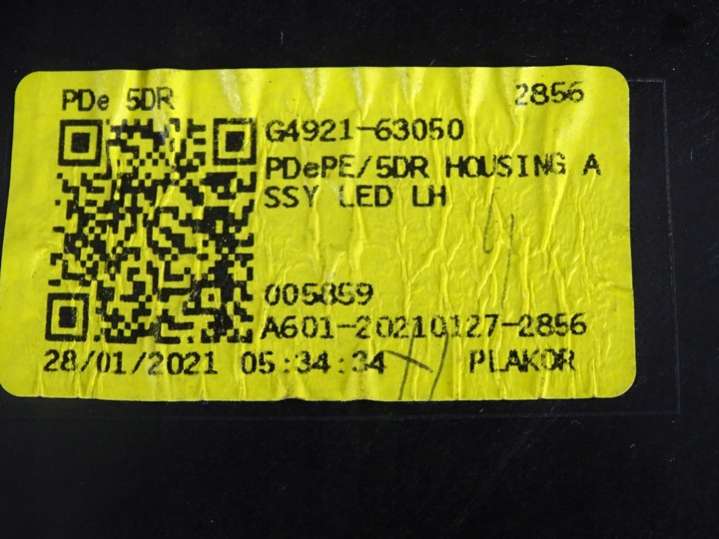 PDe 5DR 2856
G4921-63050
PDePE/5DR HOUSING A
SSY LED LH
005859
A601-20210127-2856
28/01/2021 05:34:34 PLAKOR